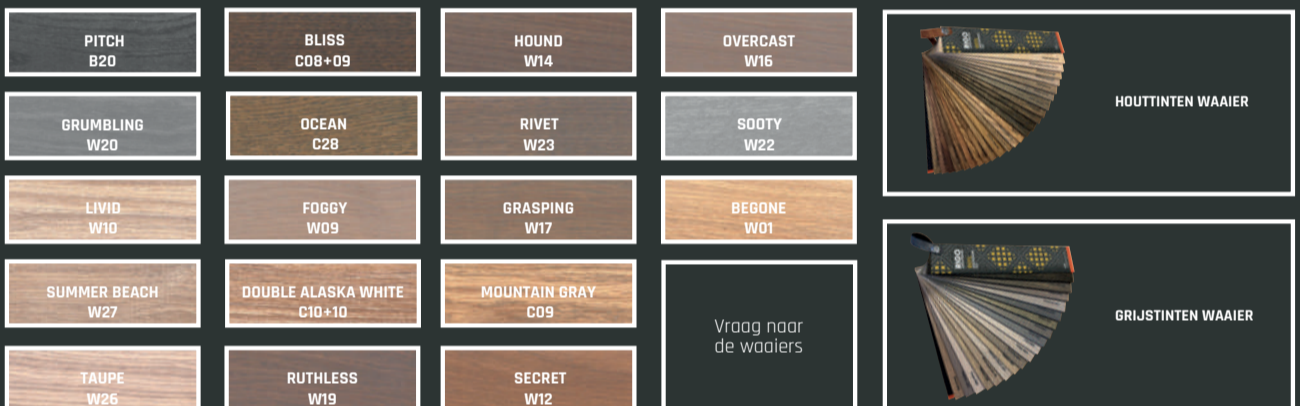 PITCH
B20
BLISS
C08+09
HOUND
W14
OVERCAST
W16
GRUMBLING
W20
OCEAN
C28
RIVET
W23
SOOTY
W22
LIVID
W10
FOGGY
W09
GRASPING
W17
BEGONE
W01
SUMMER BEACH
W27
DOUBLE ALASKA WHITE
C10+10
MOUNTAIN GRAY
C09
Vraag naar
de waaiers
TAUPE
W26
RUTHLESS
W19
SECRET
W12
HOUTTINTEN WAAIER
GRIJSTINTEN WAAIER